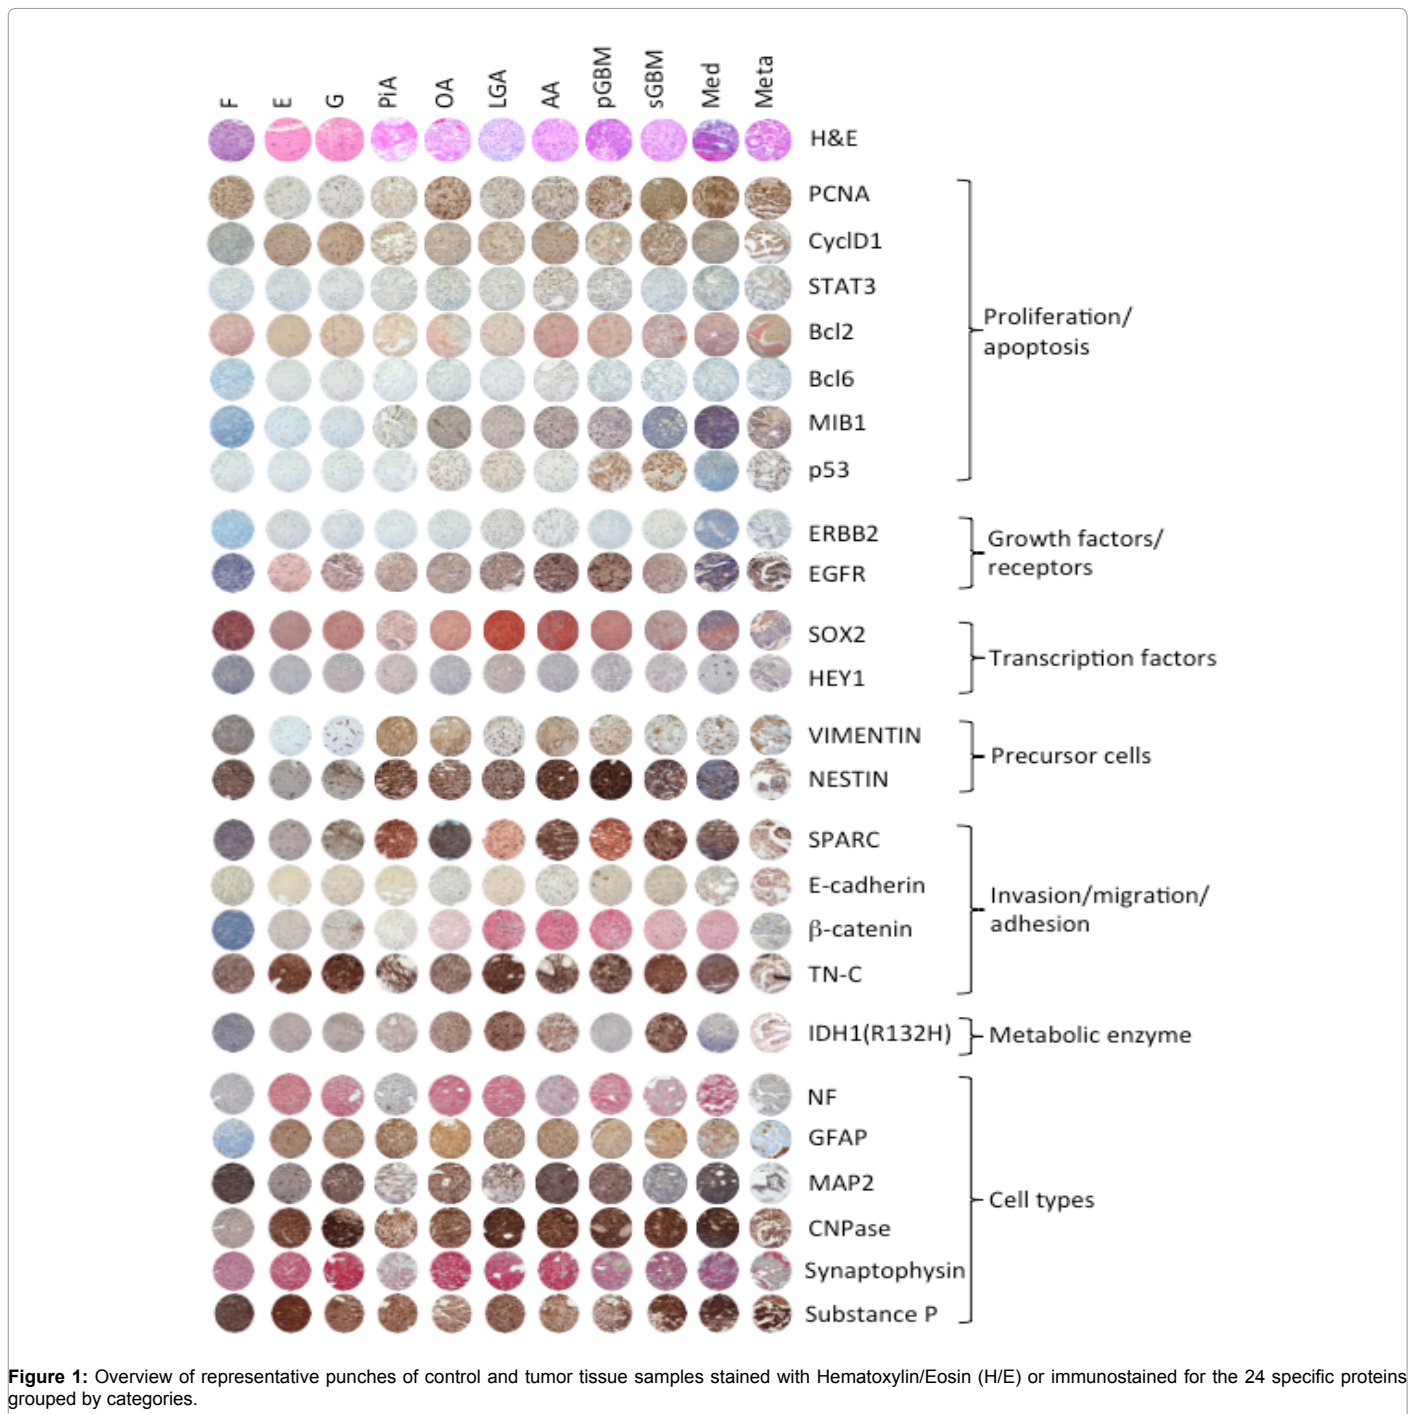 F E G PiA OA LGA AA pGBM sGBM Med Meta
H&E
PCNA
CyclD1
STAT3
Bcl2
Bcl6
MIB1
p53
Proliferation/
apoptosis
ERBB2
EGFR
Growth factors/
receptors
SOX2
HEY1
Transcription factors
VIMENTIN
NESTIN
Precursor cells
SPARC
E-cadherin
β-catenin
TN-C
Invasion/migration/
adhesion
IDH1(R132H)
Metabolic enzyme
NF
GFAP
MAP2
CNPase
Synaptophysin
Substance P
Cell types
Figure 1: Overview of representative punches of control and tumor tissue samples stained with Hematoxylin/Eosin (H/E) or immunostained for the 24 specific proteins
grouped by categories.